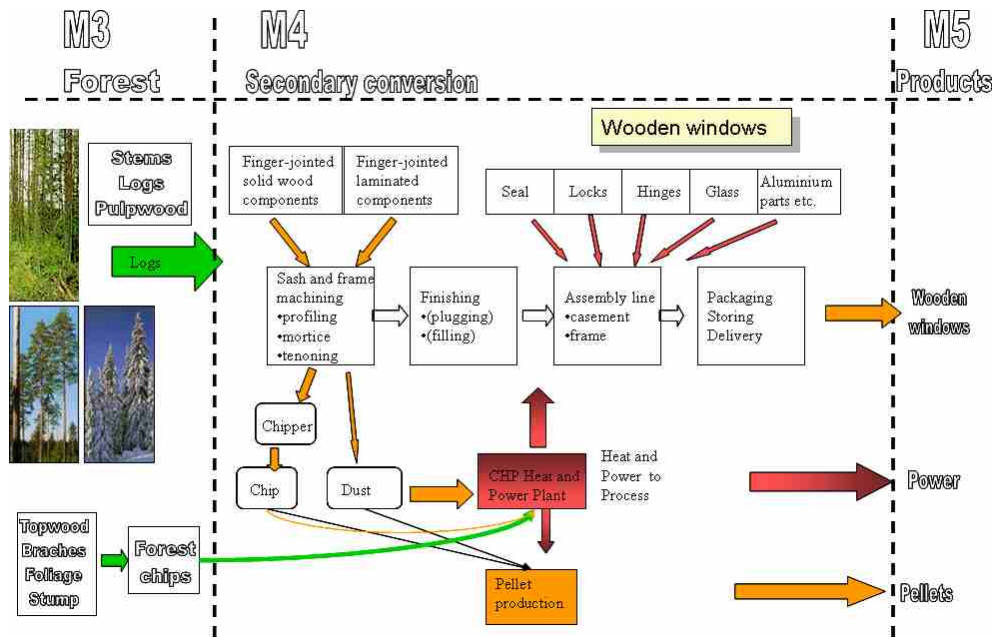 M3
M4
M5
Forest
Secondary conversion
Products
Wooden windows
Stems
Logs
Pulpwood
Finger-jointed
solid wood
components
Finger-jointed
laminated
components
Seal
Locks
Hinges
Glass
Aluminium
parts etc.
Logs
Sash and frame
machining
•profiling
•mortice
•tenoning
Finishing
•(plugging)
•(filling)
Assembly line
•casement
•frame
Packaging
Storing
Delivery
Wooden
windows
Chipper
Chip
Dust
CHP Heat and
Power Plant
Heat and
Power to
Process
Power
Topwood
Braches
Foliage
Stump
Forest
chips
Pellet
production
Pellets